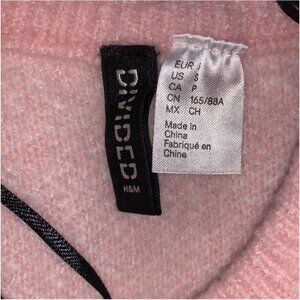 DIVIDED
H&M
EUR S
US S
CA P
CN 165/88A
MX CH
Made in
China
Fabriqué en
Chine